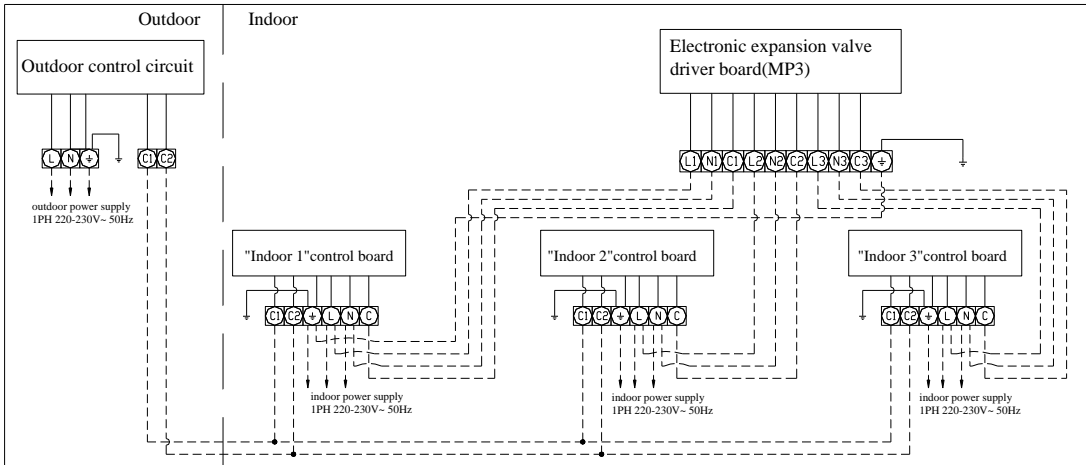 Outdoor
Indoor
Outdoor control circuit
Electronic expansion valve
driver board(MP3)
L N C1 C2
L1 N1 C1 L2 N2 C2 L3 N3 C3
outdoor power supply
1PH 220-230V~ 50Hz
"Indoor 1"control board
"Indoor 2"control board
"Indoor 3"control board
C1 C2 L N C
C1 C2 L N C
C1 C2 L N C
indoor power supply
1PH 220-230V~ 50Hz
indoor power supply
1PH 220-230V~ 50Hz
indoor power supply
1PH 220-230V~ 50Hz